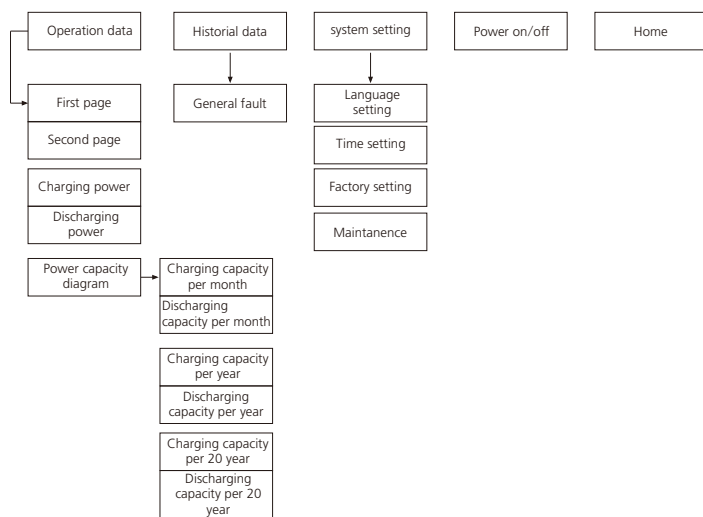 Operation data
Historial data
system setting
Power on/off
Home
First page
General fault
Language
setting
Second page
Time setting
Charging power
Factory setting
Discharging
power
Maintanence
Power capacity
diagram
Charging capacity
per month
Discharging
capacity per month
Charging capacity
per year
Discharging
capacity per year
Charging capacity
per 20 year
Discharging
capacity per 20
year